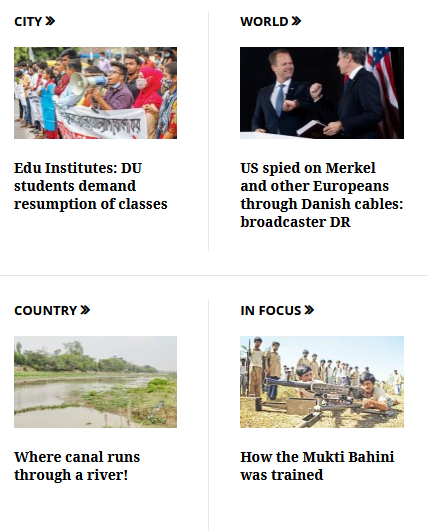 CITY »
WORLD »
Edu Institutes: DU
students demand
resumption of classes
US spied on Merkel
and other Europeans
through Danish cables:
broadcaster DR
COUNTRY »
IN FOCUS »
Where canal runs
through a river!
How the Mukti Bahini
was trained